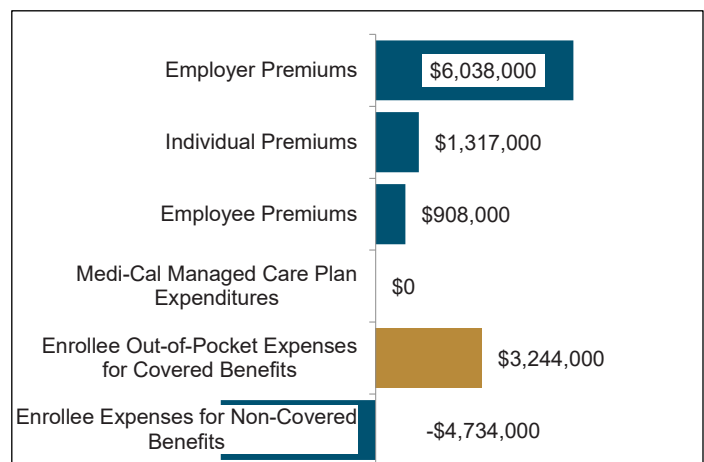 Employer Premiums
$6,038,000
Individual Premiums
$1,317,000
Employee Premiums
$908,000
Medi-Cal Managed Care Plan
Expenditures
$0
Enrollee Out-of-Pocket Expenses
for Covered Benefits
$3,244,000
Enrollee Expenses for Non-Covered
Benefits
-$4,734,000